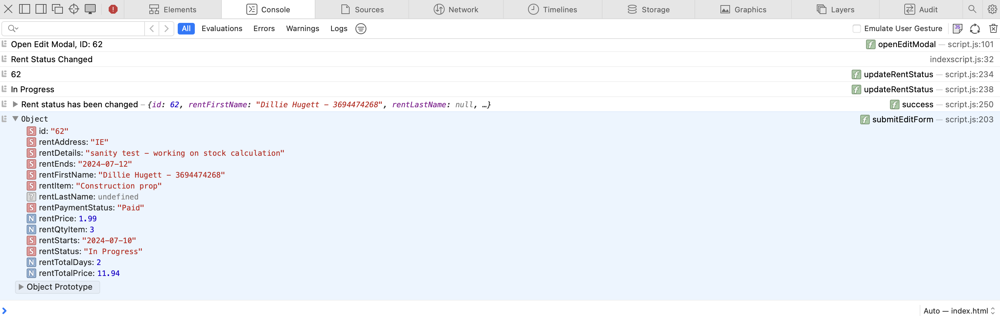 Elements Console Sources Network Timelines Storage Graphics Layers Audit
All Evaluations Errors Warnings Logs Emulate User Gesture JS
Open Edit Modal, ID: 62 f openEditModal — script.js:101
Rent Status Changed indexscript.js:32
62 f updateRentStatus — script.js:234
In Progress f updateRentStatus — script.js:238
Rent status has been changed – {id: 62, rentFirstName: "Dillie Hugett – 3694474268", rentLastName: null, …} f success — script.js:250
Object f submitEditForm — script.js:203
S id: "62"
S rentAddress: "IE"
S rentDetails: "sanity test – working on stock calculation"
S rentEnds: "2024-07-12"
S rentFirstName: "Dillie Hugett – 3694474268"
S rentItem: "Construction prop"
? rentLastName: undefined
S rentPaymentStatus: "Paid"
N rentPrice: 1.99
N rentQtyItem: 3
S rentStarts: "2024-07-10"
S rentStatus: "In Progress"
N rentTotalDays: 2
N rentTotalPrice: 11.94
Object Prototype
Auto — index.html